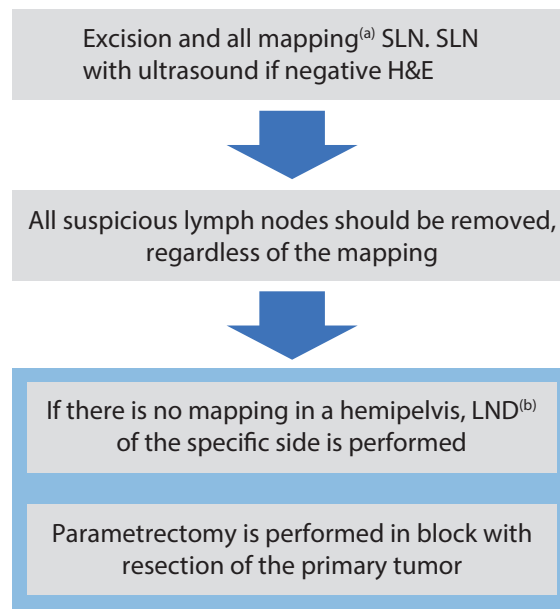 Excision and all mapping(a) SLN. SLN
with ultrasound if negative H&E
All suspicious lymph nodes should be removed,
regardless of the mapping
If there is no mapping in a hemipelvis, LND(b)
of the specific side is performed
Parametrectomy is performed in block with
resection of the primary tumor